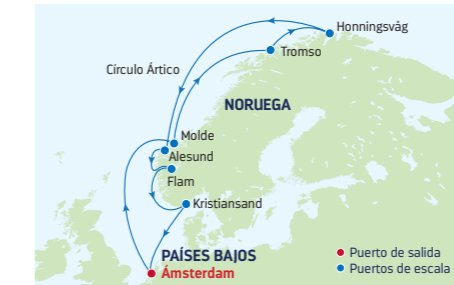 Honningsvåg
Tromso
Círculo Ártico
NORUEGA
Molde
Alesund
Flam
Kristiansand
PAÍSES BAJOS
Ámsterdam
Puerto de salida
Puertos de escala